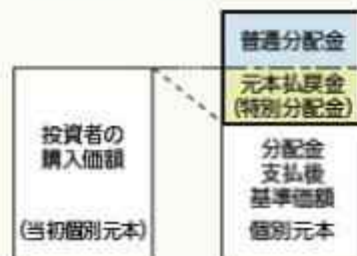 普通分配金
元本払戻金
(特別分配金)
投資者の
購入価額
(当初個別元本)
分配金
支払後
基準価額
個別元本